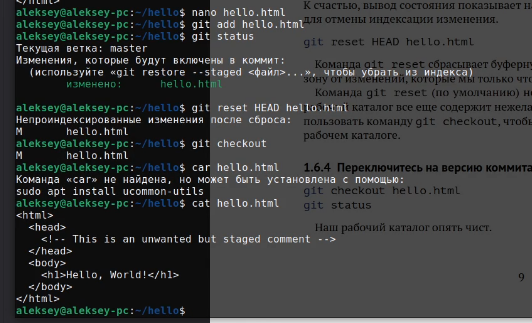 </html>
aleksey@aleksey-pc:~/hello$ nano hello.html
aleksey@aleksey-pc:~/hello$ git add hello.html
aleksey@aleksey-pc:~/hello$ git status
Текущая ветка: master
Изменения, которые будут включены в коммит:
(используйте «git restore --staged <файл>...», чтобы убрать из индекса)
изменено: hello.html
aleksey@aleksey-pc:~/hello$ git reset HEAD hello.html
Непроиндексированные изменения после сброса:
M hello.html
aleksey@aleksey-pc:~/hello$ git checkout
M hello.html
aleksey@aleksey-pc:~/hello$ car hello.html
Команда «car» не найдена, но может быть установлена с помощью:
sudo apt install ucommon-utils
aleksey@aleksey-pc:~/hello$ cat hello.html
<html>
<head>
<!-- This is an unwanted but staged comment -->
</head>
<body>
<h1>Hello, World!</h1>
</body>
</html>
aleksey@aleksey-pc:~/hello$
К счастью, вывод состояния показывает н
для отмены индексации изменения.
git reset HEAD hello.html
Команда git reset сбрасывает буферну
зону от изменений, которые мы только что
Команда git reset (по умолчанию) не
каталог все еще содержит нежела
пользовать команду git checkout, чтобы
рабочем каталоге.
1.6.4 Переключитесь на версию коммита
git checkout hello.html
git status
Наш рабочий каталог опять чист.
9